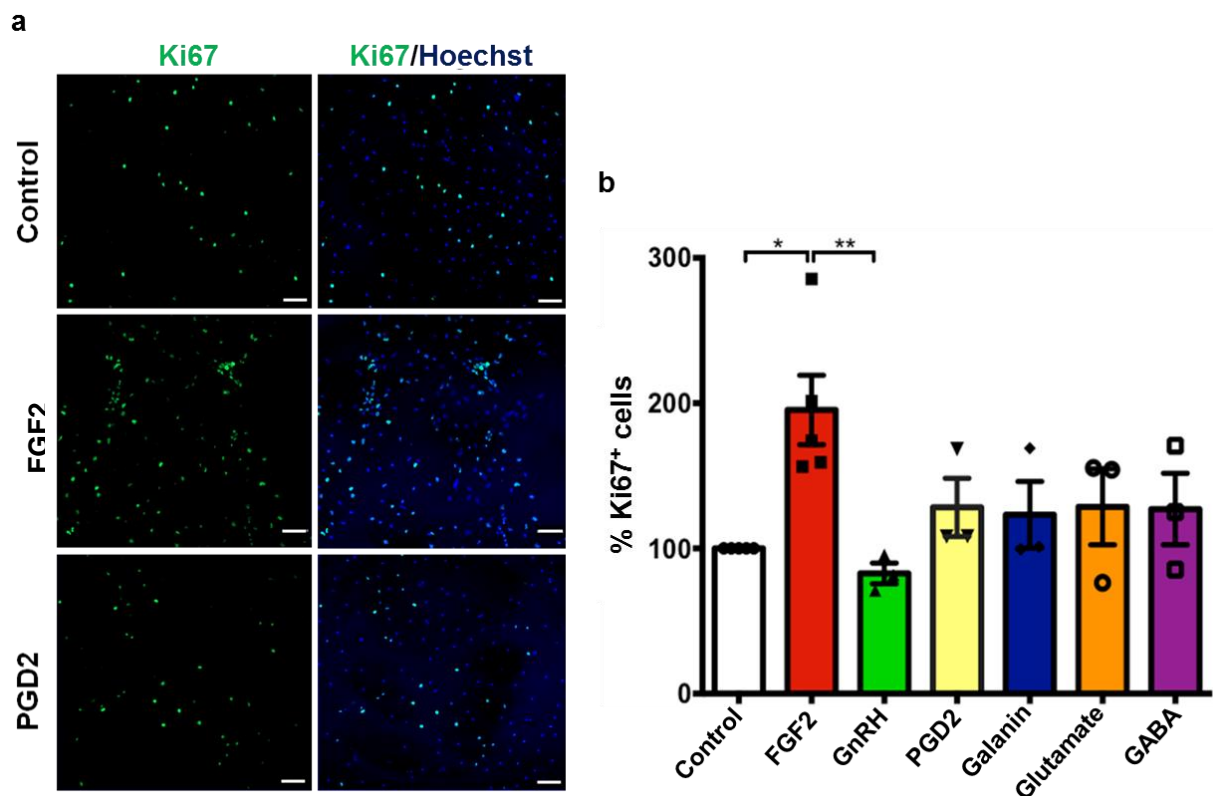 a
Ki67
Ki67/Hoechst
Control
FGF2
PGD2
b
% Ki67+ cells
300
200
100
0
*
**
Control
FGF2
GnRH
PGD2
Galanin
Glutamate
GABA